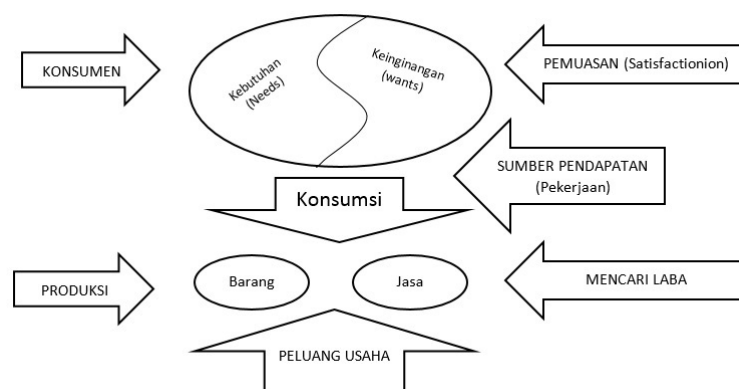 KONSUMEN
Kebutuhan
(Needs)
Keinginangan
(wants)
PEMUASAN (Satisfactionion)
SUMBER PENDAPATAN
(Pekerjaan)
Konsumsi
PRODUKSI
Barang
Jasa
MENCARI LABA
PELUANG USAHA